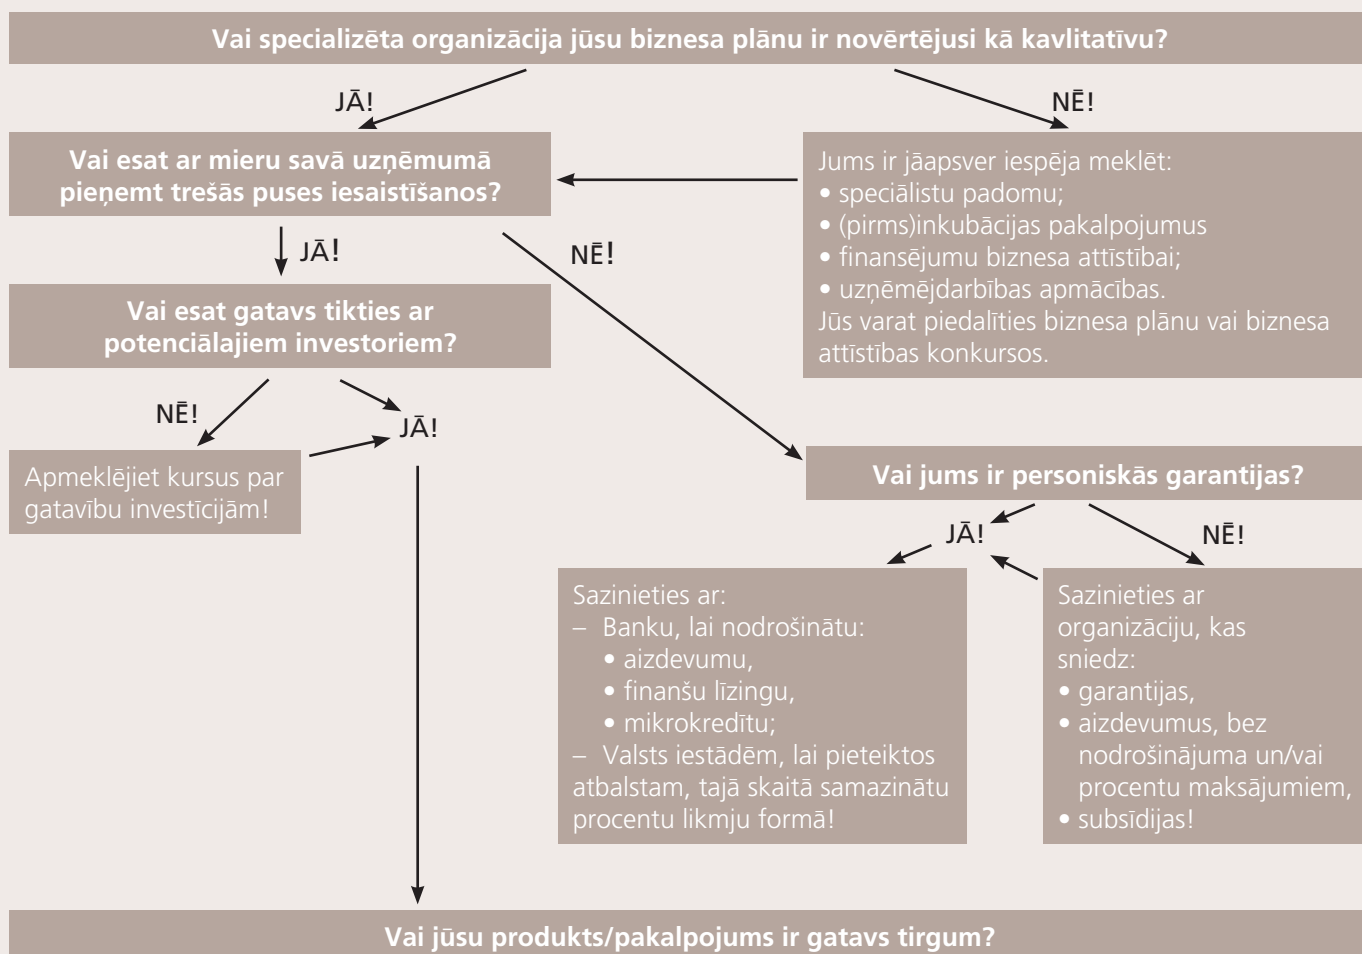 Vai specializēta organizācija jūsu biznesa plānu ir novērtējusi kā kavlitatīvu?
JĀ!
NĒ!
Vai esat ar mieru savā uzņēmumā
pieņemt trešās puses iesaistīšanos?
Jums ir jāapsver iespēja meklēt:
• speciālistu padomu;
• (pirms)inkubācijas pakalpojumus
• finansējumu biznesa attīstībai;
• uzņēmējdarbības apmācības.
Jūs varat piedalīties biznesa plānu vai biznesa
attīstības konkursos.
JĀ!
NĒ!
Vai esat gatavs tikties ar
potenciālajiem investoriem?
NĒ!
JĀ!
Apmeklējiet kursus par
gatavību investīcijām!
Vai jums ir personiskās garantijas?
JĀ!
NĒ!
Sazinieties ar:
– Banku, lai nodrošinātu:
• aizdevumu,
• finanšu līzingu,
• mikrokredītu;
– Valsts iestādēm, lai pieteiktos
atbalstam, tajā skaitā samazinātu
procentu likmju formā!
Sazinieties ar
organizāciju, kas
sniedz:
• garantijas,
• aizdevumus, bez
nodrošinājuma un/vai
procentu maksājumiem,
• subsīdijas!
Vai jūsu produkts/pakalpojums ir gatavs tirgum?